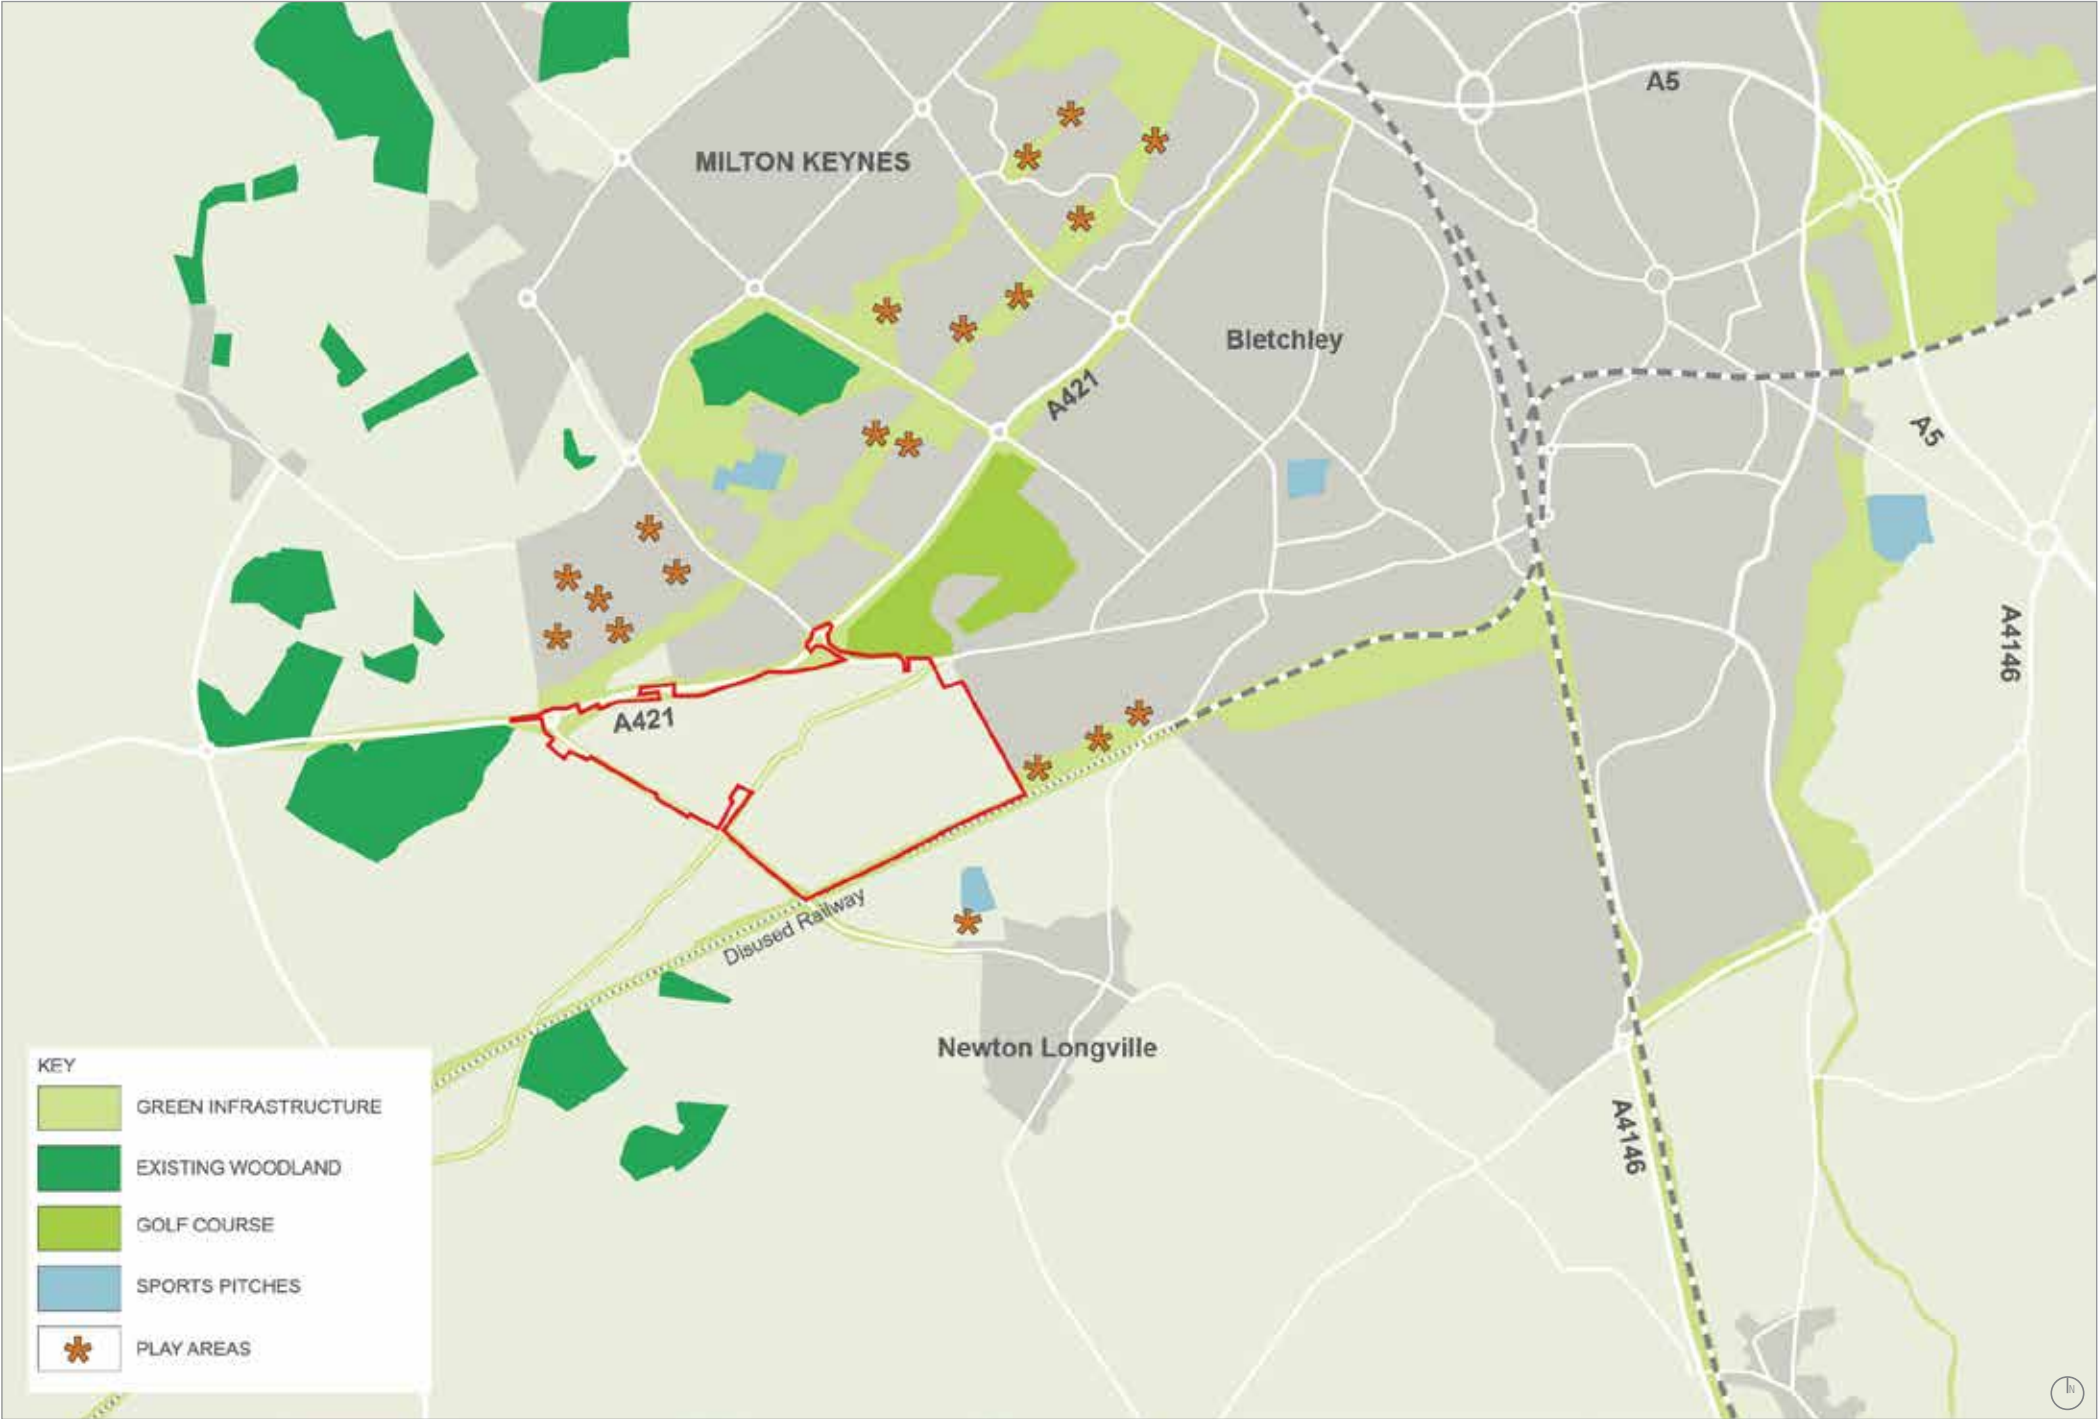 A5
MILTON KEYNES
Bletchley
A421
A5
A4146
A421
Disused Railway
Newton Longville
A4146
KEY
GREEN INFRASTRUCTURE
EXISTING WOODLAND
GOLF COURSE
SPORTS PITCHES
PLAY AREAS
N